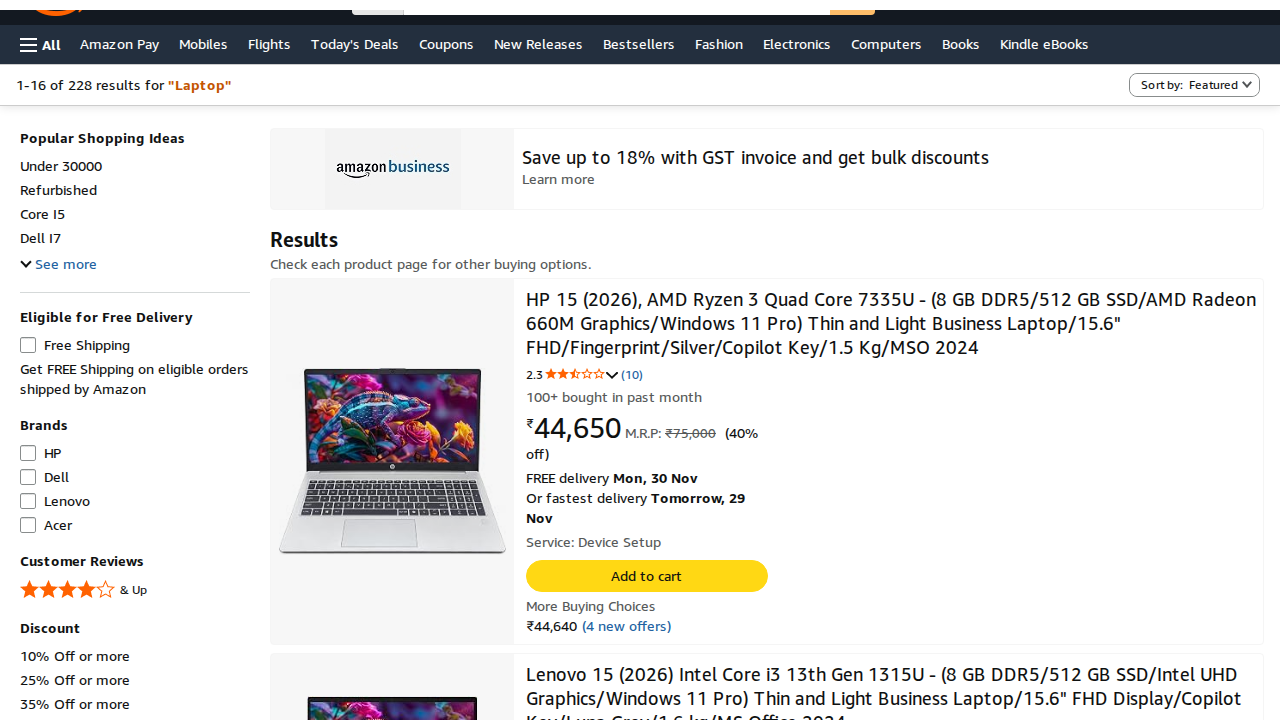 All Amazon Pay Mobiles Flights Today's Deals Coupons New Releases Bestsellers Fashion Electronics Computers Books Kindle eBooks
1-16 of 228 results for "Laptop"
Sort by: Featured
Popular Shopping Ideas
Under 30000
Refurbished
Core I5
Dell I7
See more
Eligible for Free Delivery
Free Shipping
Get FREE Shipping on eligible orders
shipped by Amazon
Brands
HP
Dell
Lenovo
Acer
Customer Reviews
& Up
Discount
10% Off or more
25% Off or more
35% Off or more
amazon business
Save up to 18% with GST invoice and get bulk discounts
Learn more
Results
Check each product page for other buying options.
HP 15 (2026), AMD Ryzen 3 Quad Core 7335U - (8 GB DDR5/512 GB SSD/AMD Radeon
660M Graphics/Windows 11 Pro) Thin and Light Business Laptop/15.6"
FHD/Fingerprint/Silver/Copilot Key/1.5 Kg/MSO 2024
2.3 (10)
100+ bought in past month
₹44,650 M.R.P: ₹75,000 (40%
off)
FREE delivery Mon, 30 Nov
Or fastest delivery Tomorrow, 29
Nov
Service: Device Setup
Add to cart
More Buying Choices
₹44,640 (4 new offers)
Lenovo 15 (2026) Intel Core i3 13th Gen 1315U - (8 GB DDR5/512 GB SSD/Intel UHD
Graphics/Windows 11 Pro) Thin and Light Business Laptop/15.6" FHD Display/Copilot
Key/Luna Grey/1.6 kg/MS Office 2024